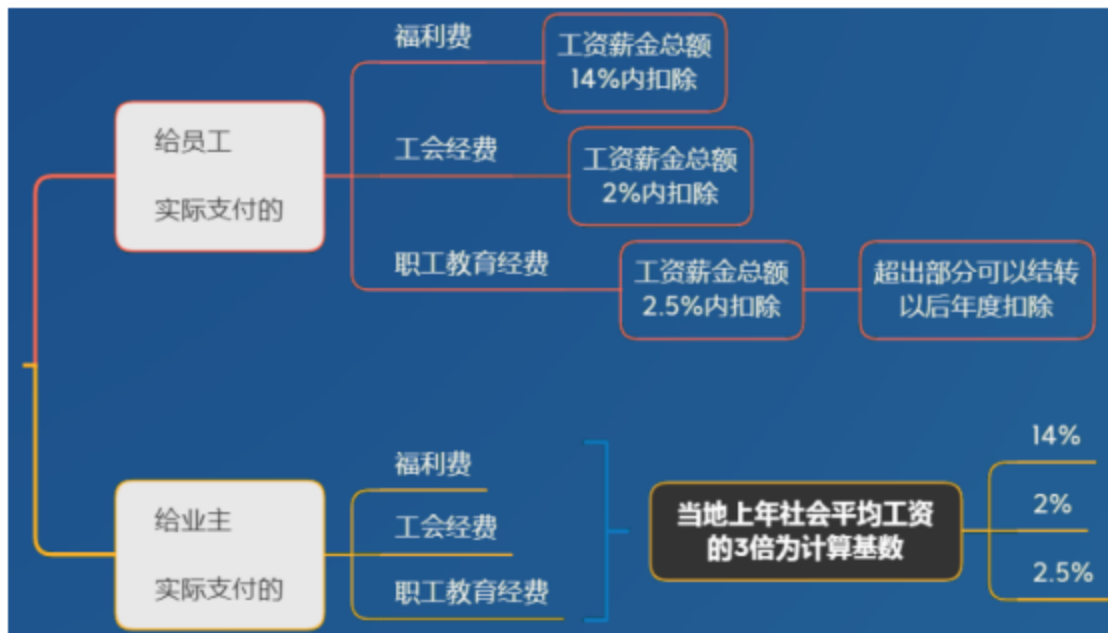 福利费
工资薪金总额
14%内扣除
给员工
实际支付的
工会经费
工资薪金总额
2%内扣除
职工教育经费
工资薪金总额
2.5%内扣除
超出部分可以结转
以后年度扣除
给业主
实际支付的
福利费
工会经费
职工教育经费
当地上年社会平均工资
的3倍为计算基数
14%
2%
2.5%